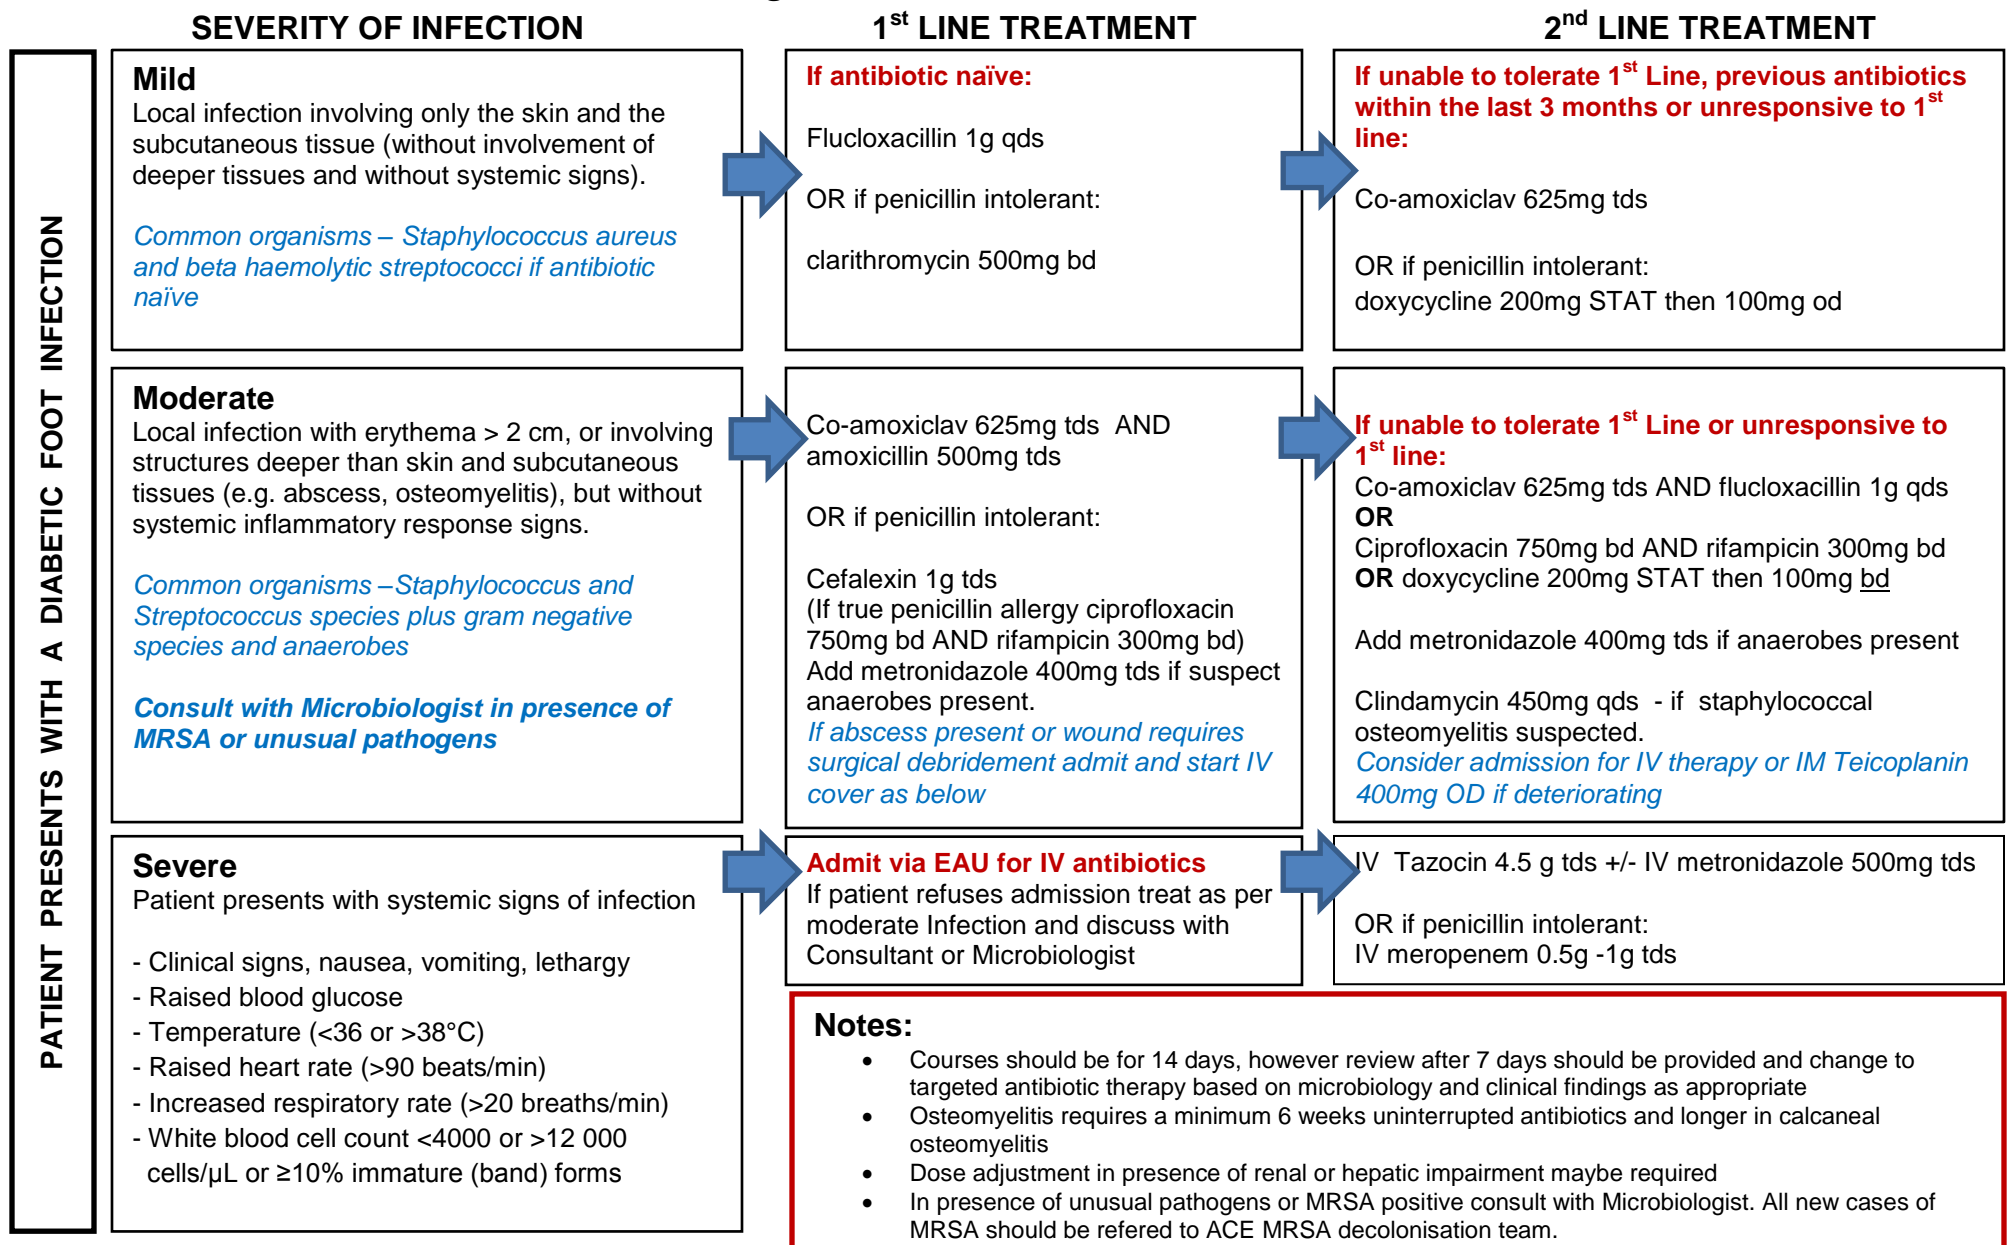 SEVERITY OF INFECTION
1st LINE TREATMENT
2nd LINE TREATMENT
PATIENT PRESENTS WITH A DIABETIC FOOT INFECTION
Mild
Local infection involving only the skin and the
subcutaneous tissue (without involvement of
deeper tissues and without systemic signs).
Common organisms – Staphylococcus aureus
and beta haemolytic streptococci if antibiotic
naïve
If antibiotic naïve:
Flucloxacillin 1g qds
OR if penicillin intolerant:
clarithromycin 500mg bd
If unable to tolerate 1st Line, previous antibiotics
within the last 3 months or unresponsive to 1st
line:
Co-amoxiclav 625mg tds
OR if penicillin intolerant:
doxycycline 200mg STAT then 100mg od
Moderate
Local infection with erythema > 2 cm, or involving
structures deeper than skin and subcutaneous
tissues (e.g. abscess, osteomyelitis), but without
systemic inflammatory response signs.
Common organisms –Staphylococcus and
Streptococcus species plus gram negative
species and anaerobes
Consult with Microbiologist in presence of
MRSA or unusual pathogens
Co-amoxiclav 625mg tds AND
amoxicillin 500mg tds
OR if penicillin intolerant:
Cefalexin 1g tds
(If true penicillin allergy ciprofloxacin
750mg bd AND rifampicin 300mg bd)
Add metronidazole 400mg tds if suspect
anaerobes present.
If abscess present or wound requires
surgical debridement admit and start IV
cover as below
If unable to tolerate 1st Line or unresponsive to
1st line:
Co-amoxiclav 625mg tds AND flucloxacillin 1g qds
OR
Ciprofloxacin 750mg bd AND rifampicin 300mg bd
OR doxycycline 200mg STAT then 100mg bd
Add metronidazole 400mg tds if anaerobes present
Clindamycin 450mg qds - if staphylococcal
osteomyelitis suspected.
Consider admission for IV therapy or IM Teicoplanin
400mg OD if deteriorating
Severe
Patient presents with systemic signs of infection
- Clinical signs, nausea, vomiting, lethargy
- Raised blood glucose
- Temperature (<36 or >38°C)
- Raised heart rate (>90 beats/min)
- Increased respiratory rate (>20 breaths/min)
- White blood cell count <4000 or >12 000
cells/µL or ≥10% immature (band) forms
Admit via EAU for IV antibiotics
If patient refuses admission treat as per
moderate Infection and discuss with
Consultant or Microbiologist
IV Tazocin 4.5 g tds +/- IV metronidazole 500mg tds
OR if penicillin intolerant:
IV meropenem 0.5g -1g tds
Notes:
• Courses should be for 14 days, however review after 7 days should be provided and change to
targeted antibiotic therapy based on microbiology and clinical findings as appropriate
• Osteomyelitis requires a minimum 6 weeks uninterrupted antibiotics and longer in calcaneal
osteomyelitis
• Dose adjustment in presence of renal or hepatic impairment maybe required
• In presence of unusual pathogens or MRSA positive consult with Microbiologist. All new cases of
MRSA should be refered to ACE MRSA decolonisation team.